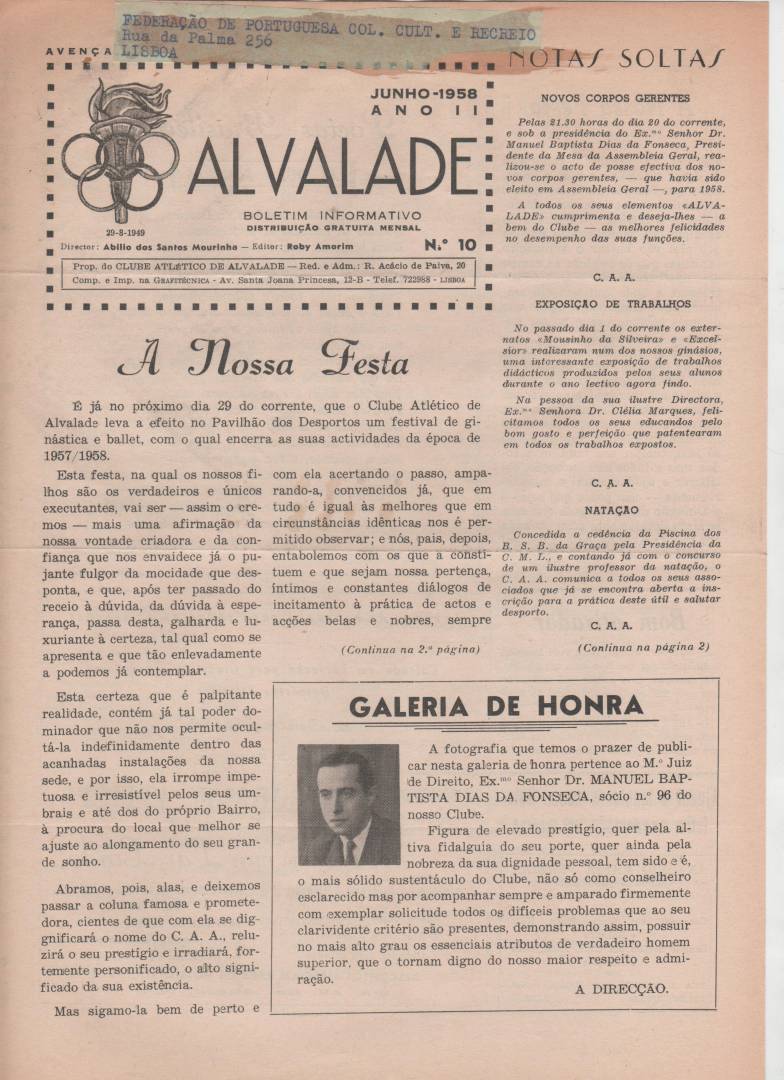 FEDERAÇÃO DE PORTUGUESA COL. CULT. E RECREIO
Rua da Palma 256
LISBOA
AVENÇA
JUNHO-1958
ANO II
ALVALADE
29-8-1949
BOLETIM INFORMATIVO
DISTRIBUIÇÃO GRATUITA MENSAL
Director: Abílio dos Santos Mourinha — Editor: Roby Amorim N.º 10
Prop. do CLUBE ATLÉTICO DE ALVALADE — Red. e Adm.: R. Acácio de Paiva, 20
Comp. e Imp. na GRAFITÉCNICA - Av. Santa Joana Princesa, 12-B - Telef. 722988 - LISBOA
A Nossa Festa
É já no próximo dia 29 do corrente, que o Clube Atlético de
Alvalade leva a efeito no Pavilhão dos Desportos um festival de gi-
nástica e ballet, com o qual encerra as suas actividades da época de
1957/1958.
Esta festa, na qual os nossos fi-
lhos são os verdadeiros e únicos
executantes, vai ser — assim o cre-
mos — mais uma afirmação da
nossa vontade criadora e da con-
fiança que nos envaidece já o pu-
jante fulgor da mocidade que des-
ponta, e que, após ter passado do
receio à dúvida, da dúvida à espe-
rança, passa desta, galharda e lu-
xuriante à certeza, tal qual como se
apresenta e que tão enlevadamente
a podemos já contemplar.
Esta certeza que é palpitante
realidade, contém já tal poder do-
minador que não nos permite ocul-
tá-la indefinidamente dentro das
acanhadas instalações da nossa
sede, e por isso, ela irrompe impe-
tuosa e irresistível pelos seus um-
brais e até dos do próprio Bairro,
à procura do local que melhor se
ajuste ao alongamento do seu gran-
de sonho.
Abramos, pois, alas, e deixemos
passar a coluna famosa e promete-
dora, cientes de que com ela se dig-
gnificará o nome do C. A. A., relu-
zirá o seu prestígio e irradiará, for-
temente personificado, o alto signi-
ficado da sua existência.
Mas sigamo-la bem de perto e
com ela acertando o passo, ampa-
rando-a, convencidos já, que em
tudo é igual às melhores que em
circunstâncias idênticas nos é per-
mitido observar; e nós, pais, depois,
entabolemos com os que a consti-
tuem e que sejam nossa pertença,
íntimos e constantes diálogos de
incitamento à prática de actos e
acções belas e nobres, sempre
(Continua na 2.ª página)
NOTAS SOLTAS
NOVOS CORPOS GERENTES
Pelas 21.30 horas do dia 20 do corrente,
e sob a presidência do Ex.mo Senhor Dr.
Manuel Baptista Dias da Fonseca, Presi-
dente da Mesa da Assembleia Geral, rea-
lizou-se o acto de posse efectiva dos no-
vos corpos gerentes, — que havia sido
eleito em Assembleia Geral —, para 1958.
A todos os seus elementos «ALVA-
LADE» cumprimenta e deseja-lhes — a
bem do Clube — as melhores felicidades
no desempenho das suas funções.
C. A. A.
EXPOSIÇÃO DE TRABALHOS
No passado dia 1 do corrente os exter-
natos «Mousinho da Silveira» e «Excel-
sior» realizaram num dos nossos ginásios,
uma interessante exposição de trabalhos
didácticos produzidos pelos seus alunos
durante o ano lectivo agora findo.
Na pessoa da sua ilustre Directora,
Ex.ma Senhora Dr. Clélia Marques, feli-
citamos todos os seus educandos pelo
bom gosto e perfeição que patentearam
em todos os trabalhos expostos.
C. A. A.
NATAÇÃO
Concedida a cedência da Piscina dos
B. S. B. da Graça pela Presidência da
C. M. L., e contando já com o concurso
de um ilustre professor da natação, o
C. A. A. comunica a todos os seus asso-
ciados que já se encontra aberta a ins-
crição para a prática deste útil e salutar
desporto.
C. A. A.
(Continua na página 2)
GALERIA DE HONRA
A fotografia que temos o prazer de publi-
car nesta galeria de honra pertence ao M.º Juiz
de Direito, Ex.mo Senhor Dr. MANUEL BAP-
TISTA DIAS DA FONSECA, sócio n.º 96 do
nosso Clube.
Figura de elevado prestígio, quer pela al-
tiva fidalguia do seu porte, quer ainda pela
nobreza da sua dignidade pessoal, tem sido e é,
o mais sólido sustentáculo do Clube, não só como conselheiro
esclarecido mas por acompanhar sempre e amparado firmemente
com exemplar solicitude todos os difíceis problemas que ao seu
clarividente critério são presentes, demonstrando assim, possuir
no mais alto grau os essenciais atributos de verdadeiro homem
superior, que o tornam digno do nosso maior respeito e admi-
ração.
A DIRECÇÃO.